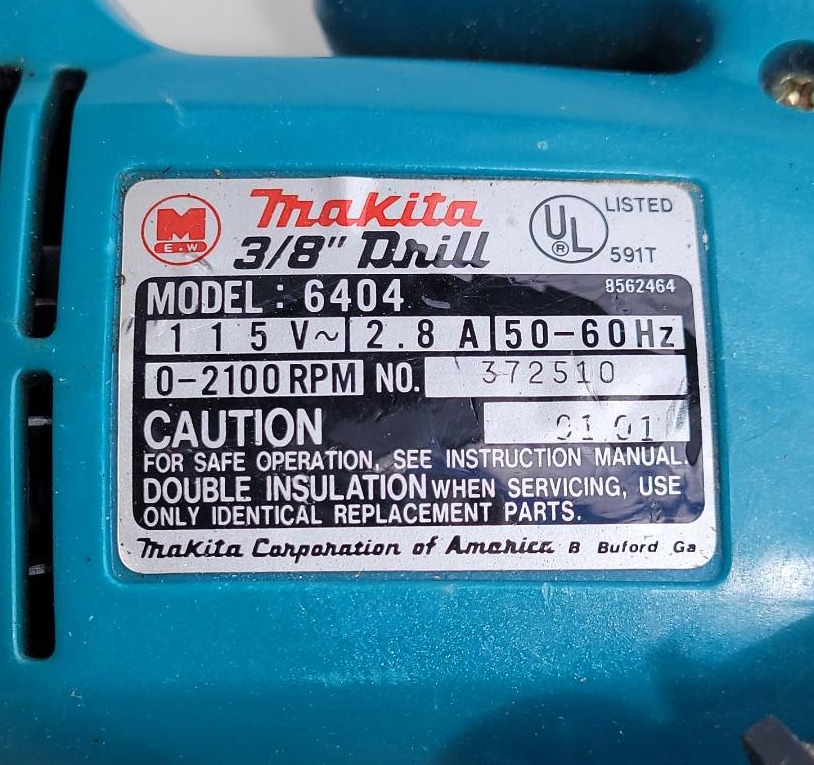 M
E.W
Makita
3/8" Drill
UL
®
LISTED
591T
MODEL: 6404
8562464
115V~ 2.8 A 50-60Hz
0-2100 RPM NO. 372510
CAUTION
01 01
FOR SAFE OPERATION, SEE INSTRUCTION MANUAL.
DOUBLE INSULATION WHEN SERVICING, USE
ONLY IDENTICAL REPLACEMENT PARTS.
Makita Corporation of America B Buford Ga